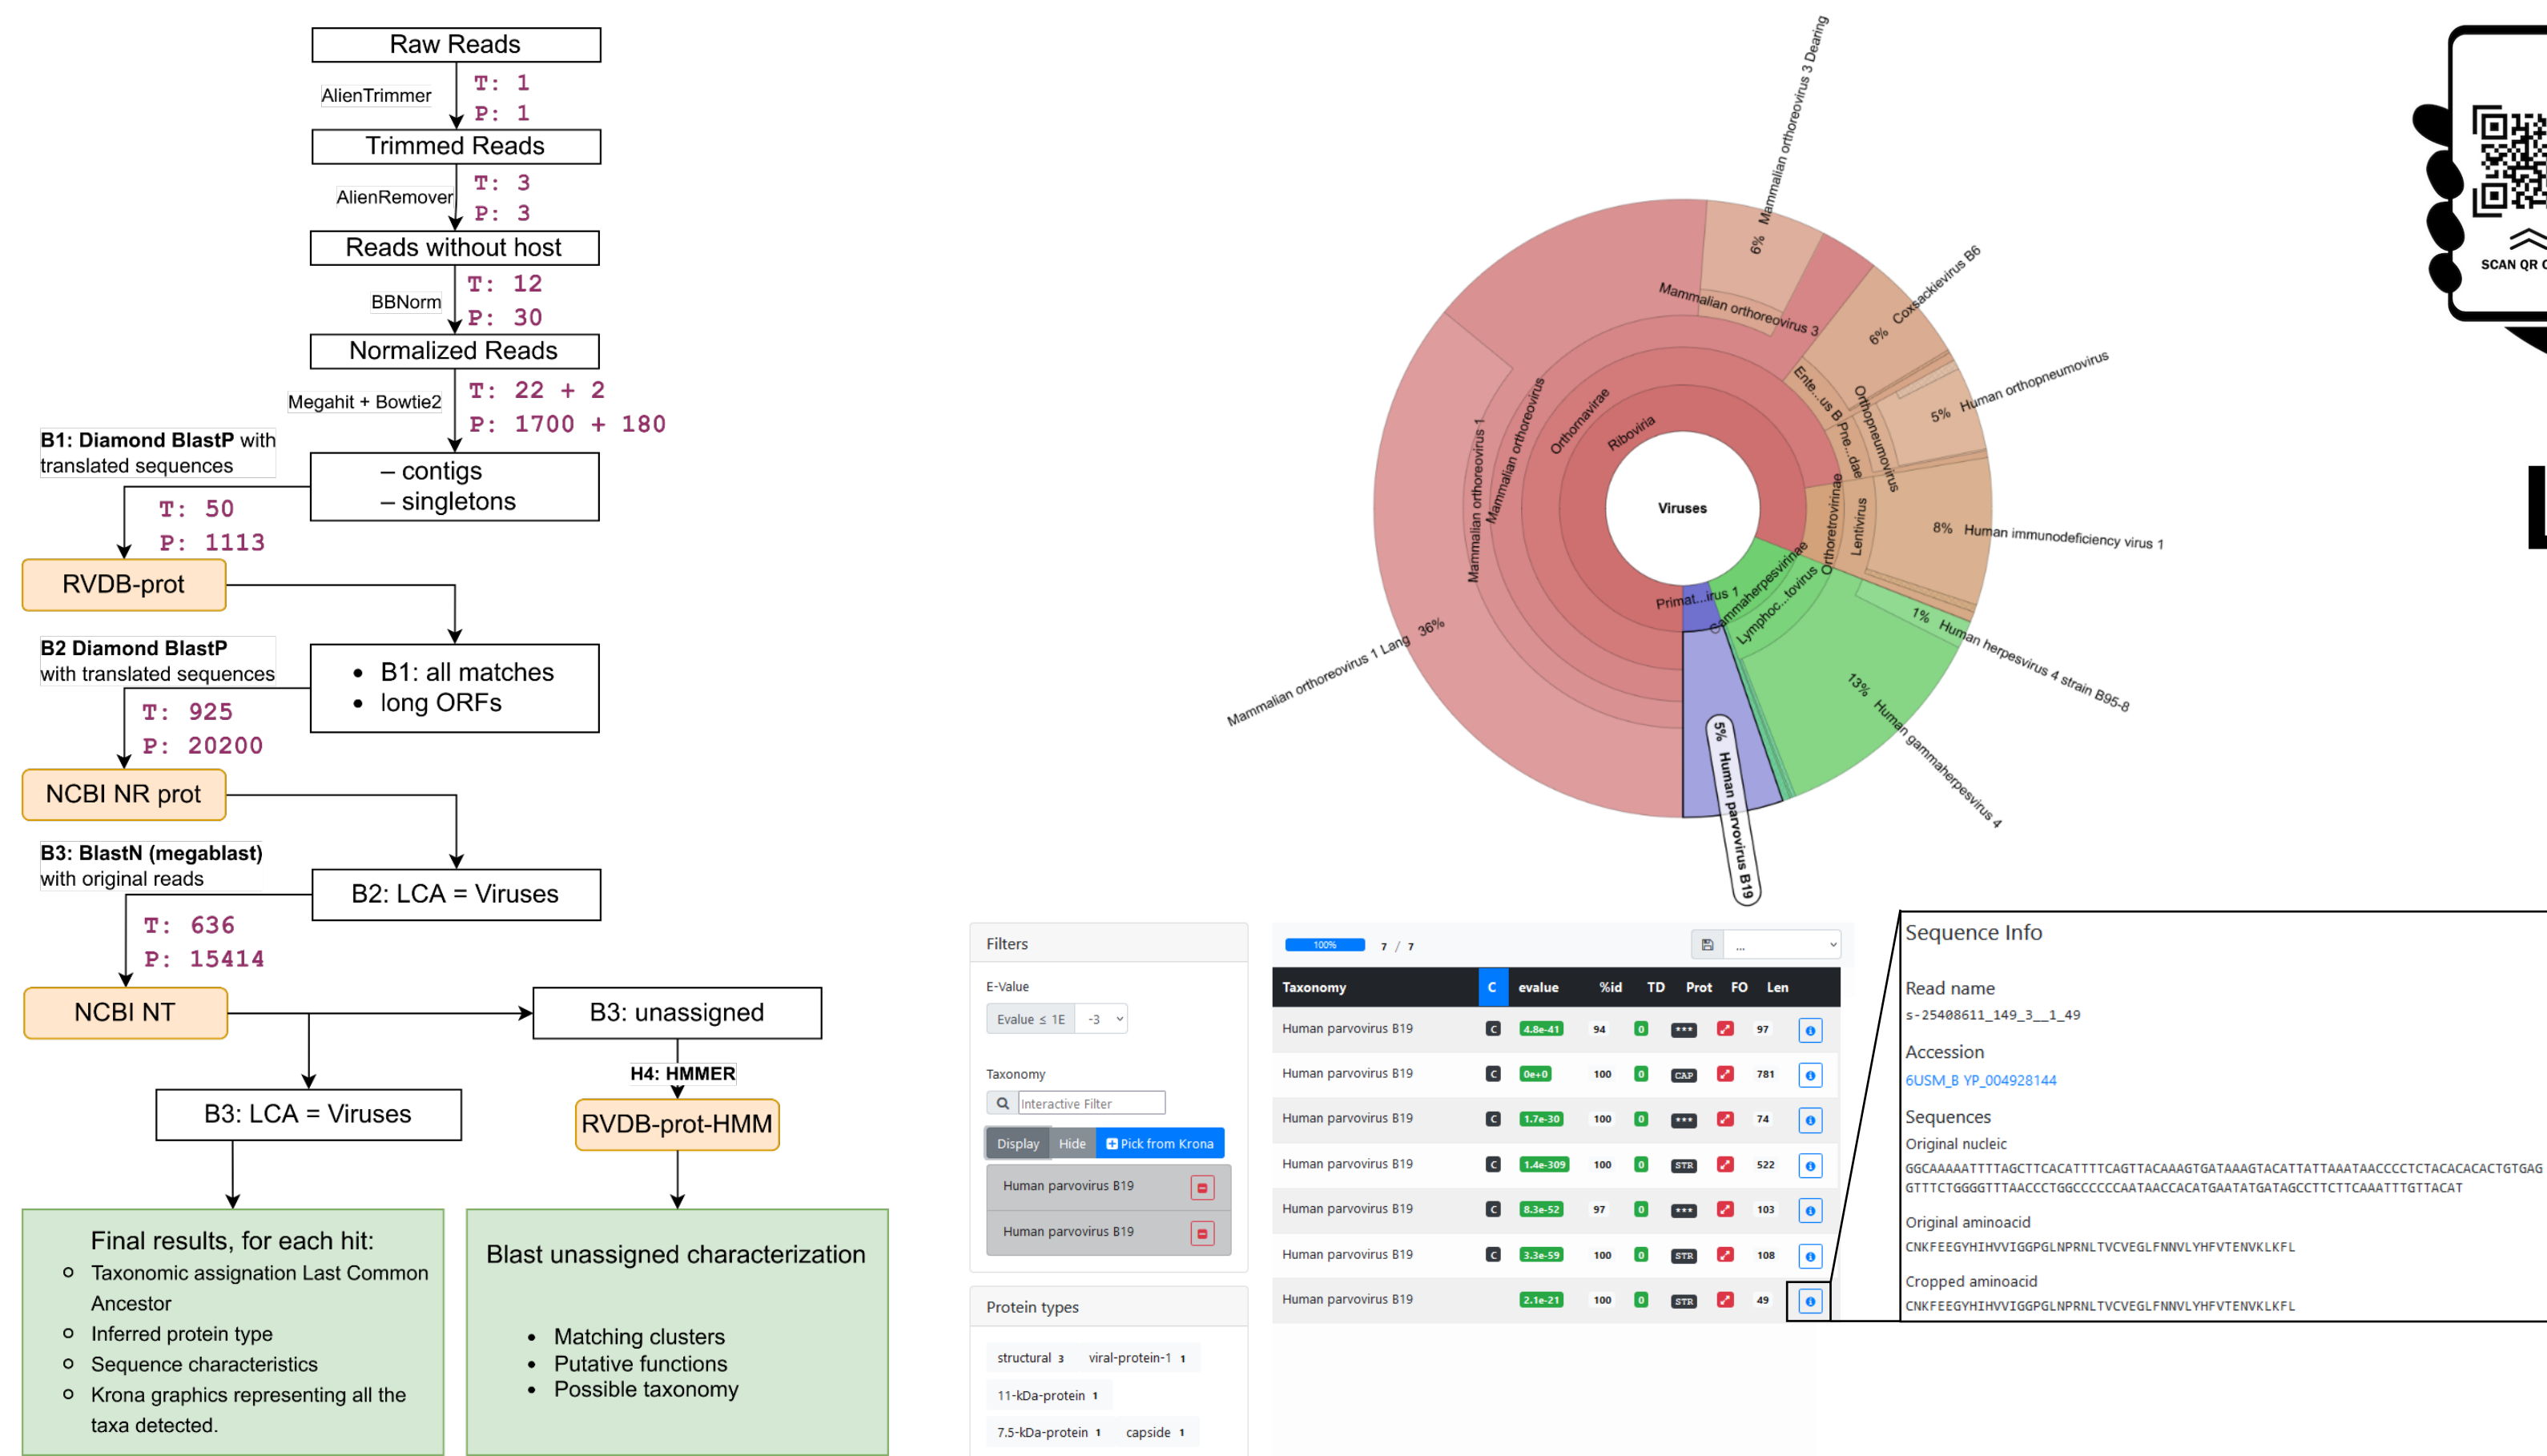 Raw Reads
AlienTrimmer
T: 1
P: 1
Trimmed Reads
AlienRemover
T: 3
P: 3
Reads without host
BBNorm
T: 12
P: 30
Normalized Reads
Megahit + Bowtie2
T: 22 + 2
P: 1700 + 180
B1: Diamond BlastP with
translated sequences
– contigs
– singletons
T: 50
P: 1113
RVDB-prot
B2 Diamond BlastP
with translated sequences
• B1: all matches
• long ORFs
T: 925
P: 20200
NCBI NR prot
B3: BlastN (megablast)
with original reads
B2: LCA = Viruses
T: 636
P: 15414
NCBI NT
B3: unassigned
H4: HMMER
B3: LCA = Viruses
RVDB-prot-HMM
Final results, for each hit:
Taxonomic assignation Last Common
Ancestor
Inferred protein type
Sequence characteristics
Krona graphics representing all the
taxa detected.
Blast unassigned characterization
• Matching clusters
• Putative functions
• Possible taxonomy
Viruses
Riboviria
Orthornavirae
Mammalian orthoreovirus
Mammalian orthoreovirus 1
Mammalian orthoreovirus 1 Lang 36%
Mammalian orthoreovirus 3
6% Mammalian orthoreovirus 3 Dearing
Ente...us B
6% Coxsackievirus B6
Pne...dae
Orthopneumovirus
5% Human orthopneumovirus
Orthoretrovirinae
Lentivirus
8% Human immunodeficiency virus 1
Gammaherpesvirinae
Lymphoc...tovirus
1% Human herpesvirus 4 strain B95-8
13% Human gammaherpesvirus 4
Primat...irus 1
5% Human parvovirus B19
SCAN QR
Filters
E-Value
Evalue ≤ 1E -3
Taxonomy
Interactive Filter
Display Hide Pick from Krona
Human parvovirus B19
Human parvovirus B19
Protein types
structural 3 viral-protein-1 1
11-kDa-protein 1
7.5-kDa-protein 1 capside 1
100% 7 / 7 ...
Taxonomy C evalue %id TD Prot FO Len
Human parvovirus B19 C 4.8e-41 94 0 *** 97
Human parvovirus B19 C 0e+0 100 0 CAP 781
Human parvovirus B19 C 1.7e-30 100 0 *** 74
Human parvovirus B19 C 1.4e-309 100 0 STR 522
Human parvovirus B19 C 8.3e-52 97 0 *** 103
Human parvovirus B19 C 3.3e-59 100 0 STR 108
Human parvovirus B19 2.1e-21 100 0 STR 49
Sequence Info
Read name
s-25408611_149_3__1_49
Accession
6USM_B YP_004928144
Sequences
Original nucleic
GGCAAAAATTTTAGCTTCACATTTTCAGTTACAAAGTGATAAAGTACATTATTAAATAACCCCTCTACACACACTGTGAG
GTTTCTGGGGTTTAACCCTGGCCCCCCAATAACCACATGAATATGATAGCCTTCTTCAAATTTGTTACAT
Original aminoacid
CNKFEEGYHIHVVIGGPGLNPRNLTVCVEGLFNNVLYHFVTENVKLKFL
Cropped aminoacid
CNKFEEGYHIHVVIGGPGLNPRNLTVCVEGLFNNVLYHFVTENVKLKFL